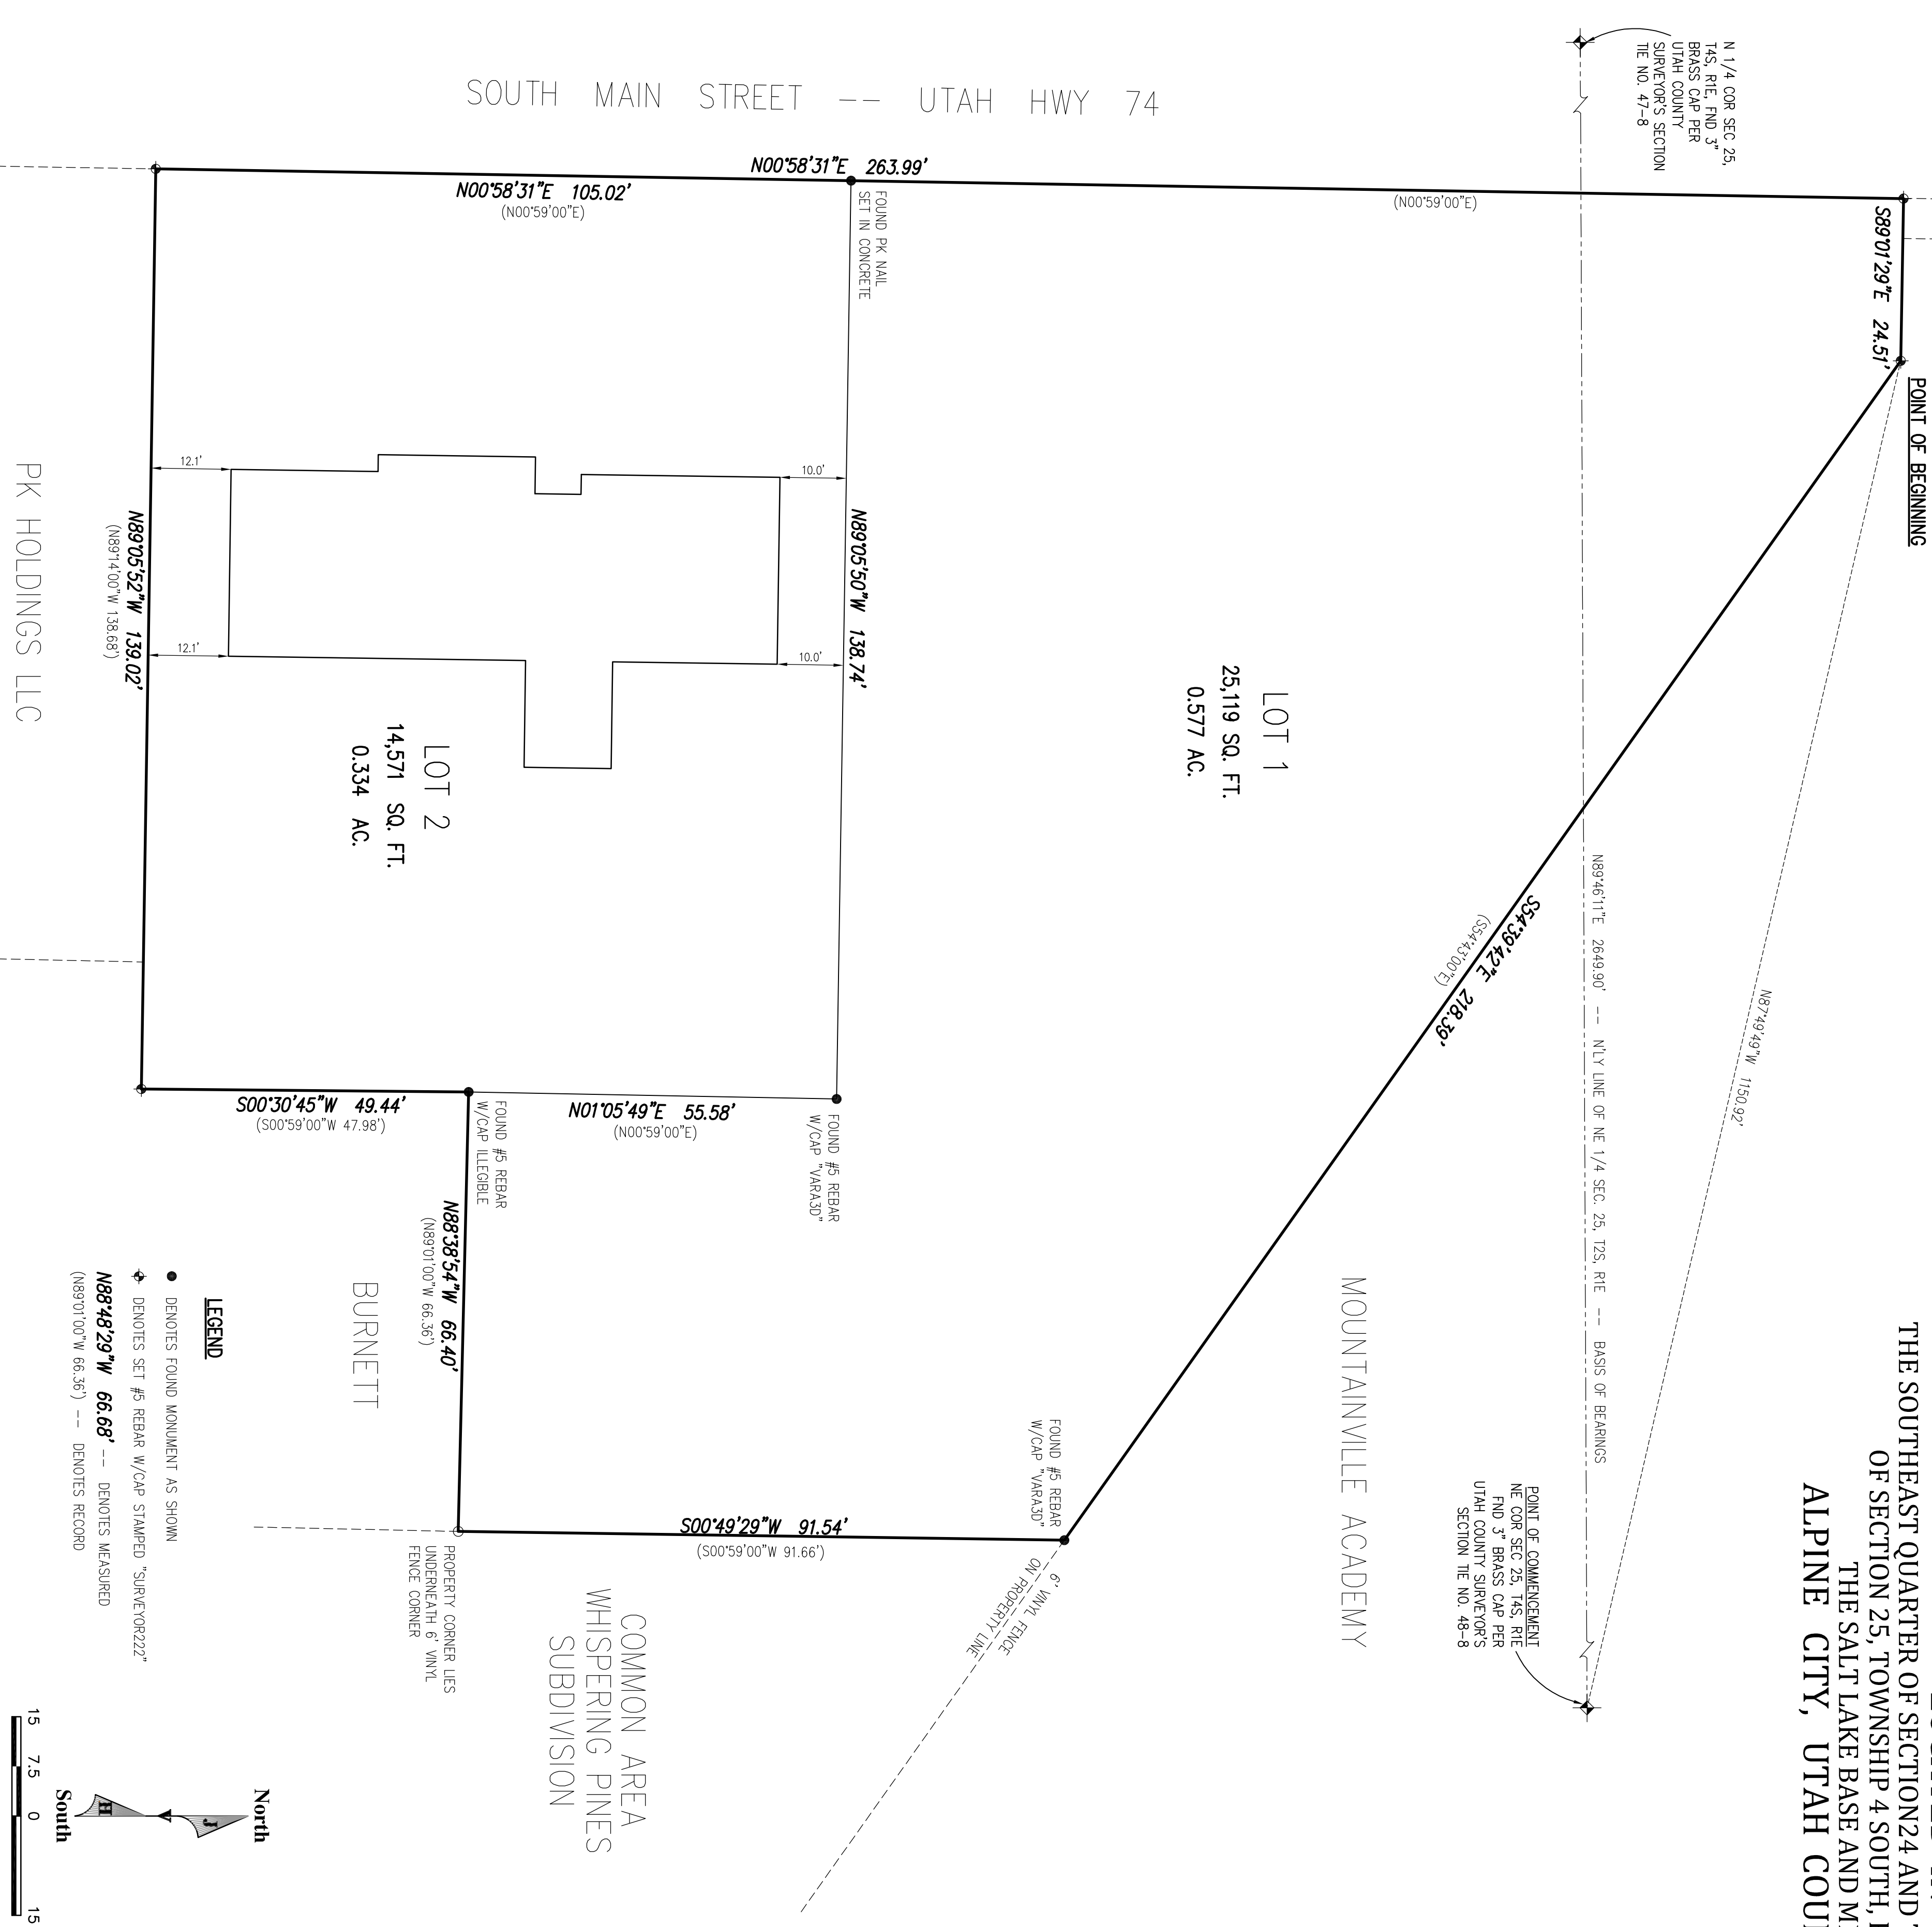 THE SOUTHEAST QUARTER OF SECTION24 AND
OF SECTION 25, TOWNSHIP 4 SOUTH,
THE SALT LAKE BASE AND
ALPINE CITY, UTAH
N 1/4 COR SEC 25,
T4S, R1E, FND 3"
BRASS CAP PER
UTAH COUNTY
SURVEYOR'S SECTION
TIE NO. 47-8
SOUTH MAIN STREET -- UTAH HWY 74
POINT OF BEGINNING
S89°01'29"E 24.51'
N87°49'49"W 1150.92'
N89°46'11"E 2649.90' -- N'LY LINE OF NE 1/4 SEC. 25, T2S, R1E -- BASIS OF BEARINGS
POINT OF COMMENCEMENT
NE COR SEC 25, T4S, R1E
FND 3" BRASS CAP PER
UTAH COUNTY SURVEYOR'S
SECTION TIE NO. 48-8
S54°39'42"E 218.39'
(S54°43'00"E)
(N00°59'00"E)
N00°58'31"E 263.99'
MOUNTAINVILLE ACADEMY
LOT 1
25,119 SQ. FT.
0.577 AC.
FOUND #5 REBAR
W/CAP "VARA3D"
6' VINYL FENCE
ON PROPERTY LINE
FOUND PK NAIL
SET IN CONCRETE
N89°05'50"W 138.74'
FOUND #5 REBAR
W/CAP "VARA3D"
10.0'
10.0'
N00°58'31"E 105.02'
(N00°59'00"E)
N01°05'49"E 55.58'
(N00°59'00"E)
S00°49'29"W 91.54'
(S00°59'00"W 91.66')
COMMON AREA
WHISPERING PINES
SUBDIVISION
FOUND #5 REBAR
W/CAP ILLEGIBLE
N88°38'54"W 66.40'
(N89°01'00"W 66.36')
PROPERTY CORNER LIES
UNDERNEATH 6' VINYL
FENCE CORNER
LOT 2
14,571 SQ. FT.
0.334 AC.
BURNETT
S00°30'45"W 49.44'
(S00°59'00"W 47.98')
12.1'
12.1'
N89°05'52"W 139.02'
(N89°14'00"W 138.68')
PK HOLDINGS LLC
LEGEND
DENOTES FOUND MONUMENT AS SHOWN
DENOTES SET #5 REBAR W/CAP STAMPED "SURVEYOR222"
N88°48'29"W 66.68' -- DENOTES MEASURED
(N89°01'00"W 66.36') -- DENOTES RECORD
North
J
V
H
South
15 7.5 0 15